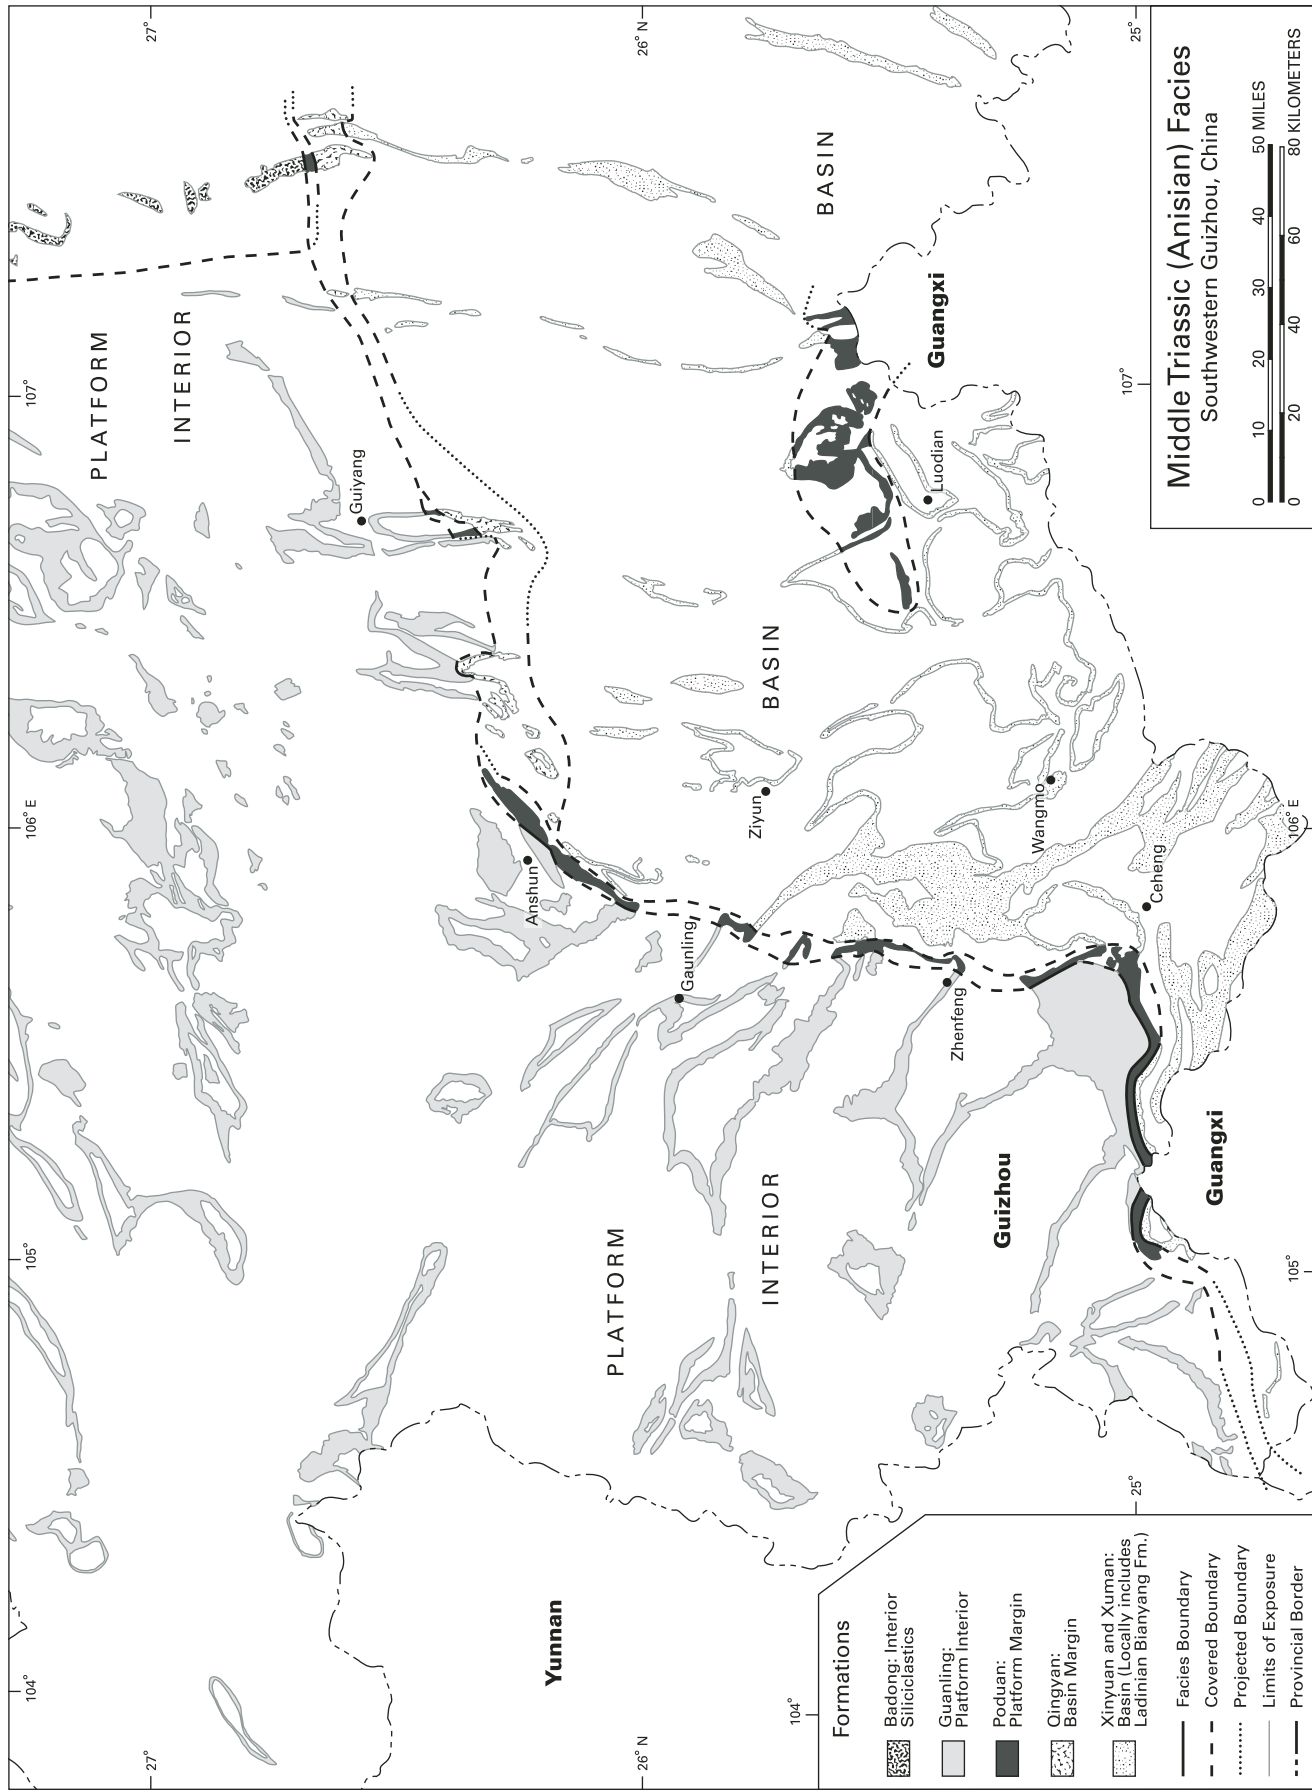 27°
26° N
25°
107°
PLATFORM
INTERIOR
BASIN
Guiyang
Guangxi
107°
Luodian
BASIN
106° E
Anshun
Ziyun
Wangmo
106° E
Gaunling
Ceheng
Zhenfeng
105°
PLATFORM
INTERIOR
Guizhou
Guangxi
105°
Yunnan
104°
104°
27°
26° N
25°
Middle Triassic (Anisian) Facies
Southwestern Guizhou, China
0 10 20 30 40 50 MILES
0 20 40 60 80 KILOMETERS
Formations
Badong: Interior
Siliciclastics
Guanling:
Platform Interior
Poduan:
Platform Margin
Qingyan:
Basin Margin
Xinyuan and Xuman:
Basin (Locally includes
Ladinian Bianyang Fm.)
Facies Boundary
Covered Boundary
Projected Boundary
Limits of Exposure
Provincial Border